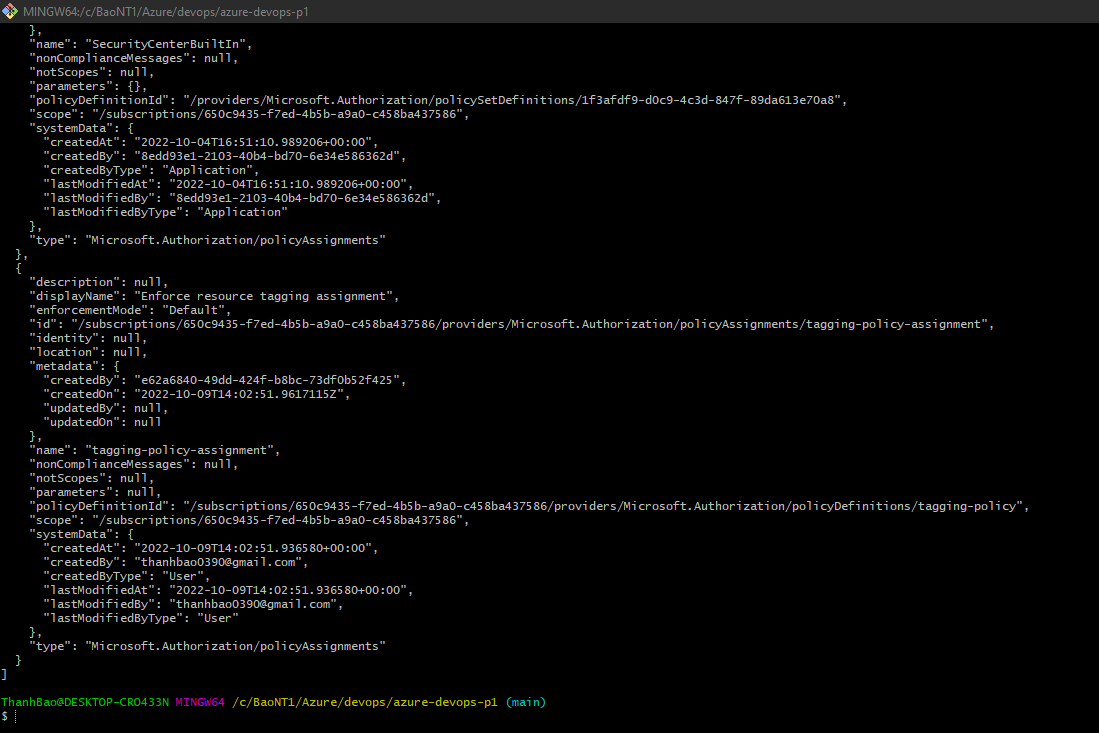 MINGW64:/c/BaoNT1/Azure/devops/azure-devops-p1
    },
    "name": "SecurityCenterBuiltIn",
    "nonComplianceMessages": null,
    "notScopes": null,
    "parameters": {},
    "policyDefinitionId": "/providers/Microsoft.Authorization/policySetDefinitions/1f3afdf9-d0c9-4c3d-847f-89da613e70a8",
    "scope": "/subscriptions/650c9435-f7ed-4b5b-a9a0-c458ba437586",
    "systemData": {
      "createdAt": "2022-10-04T16:51:10.989206+00:00",
      "createdBy": "8edd93e1-2103-40b4-bd70-6e34e586362d",
      "createdByType": "Application",
      "lastModifiedAt": "2022-10-04T16:51:10.989206+00:00",
      "lastModifiedBy": "8edd93e1-2103-40b4-bd70-6e34e586362d",
      "lastModifiedByType": "Application"
    },
    "type": "Microsoft.Authorization/policyAssignments"
  },
  {
    "description": null,
    "displayName": "Enforce resource tagging assignment",
    "enforcementMode": "Default",
    "id": "/subscriptions/650c9435-f7ed-4b5b-a9a0-c458ba437586/providers/Microsoft.Authorization/policyAssignments/tagging-policy-assignment",
    "identity": null,
    "location": null,
    "metadata": {
      "createdBy": "e62a6840-49dd-424f-b8bc-73df0b52f425",
      "createdOn": "2022-10-09T14:02:51.9617115Z",
      "updatedBy": null,
      "updatedOn": null
    },
    "name": "tagging-policy-assignment",
    "nonComplianceMessages": null,
    "notScopes": null,
    "parameters": null,
    "policyDefinitionId": "/subscriptions/650c9435-f7ed-4b5b-a9a0-c458ba437586/providers/Microsoft.Authorization/policyDefinitions/tagging-policy",
    "scope": "/subscriptions/650c9435-f7ed-4b5b-a9a0-c458ba437586",
    "systemData": {
      "createdAt": "2022-10-09T14:02:51.936580+00:00",
      "createdBy": "thanhbao0390@gmail.com",
      "createdByType": "User",
      "lastModifiedAt": "2022-10-09T14:02:51.936580+00:00",
      "lastModifiedBy": "thanhbao0390@gmail.com",
      "lastModifiedByType": "User"
    },
    "type": "Microsoft.Authorization/policyAssignments"
  }
]
ThanhBao@DESKTOP-CRO433N MINGW64 /c/BaoNT1/Azure/devops/azure-devops-p1 (main)
$